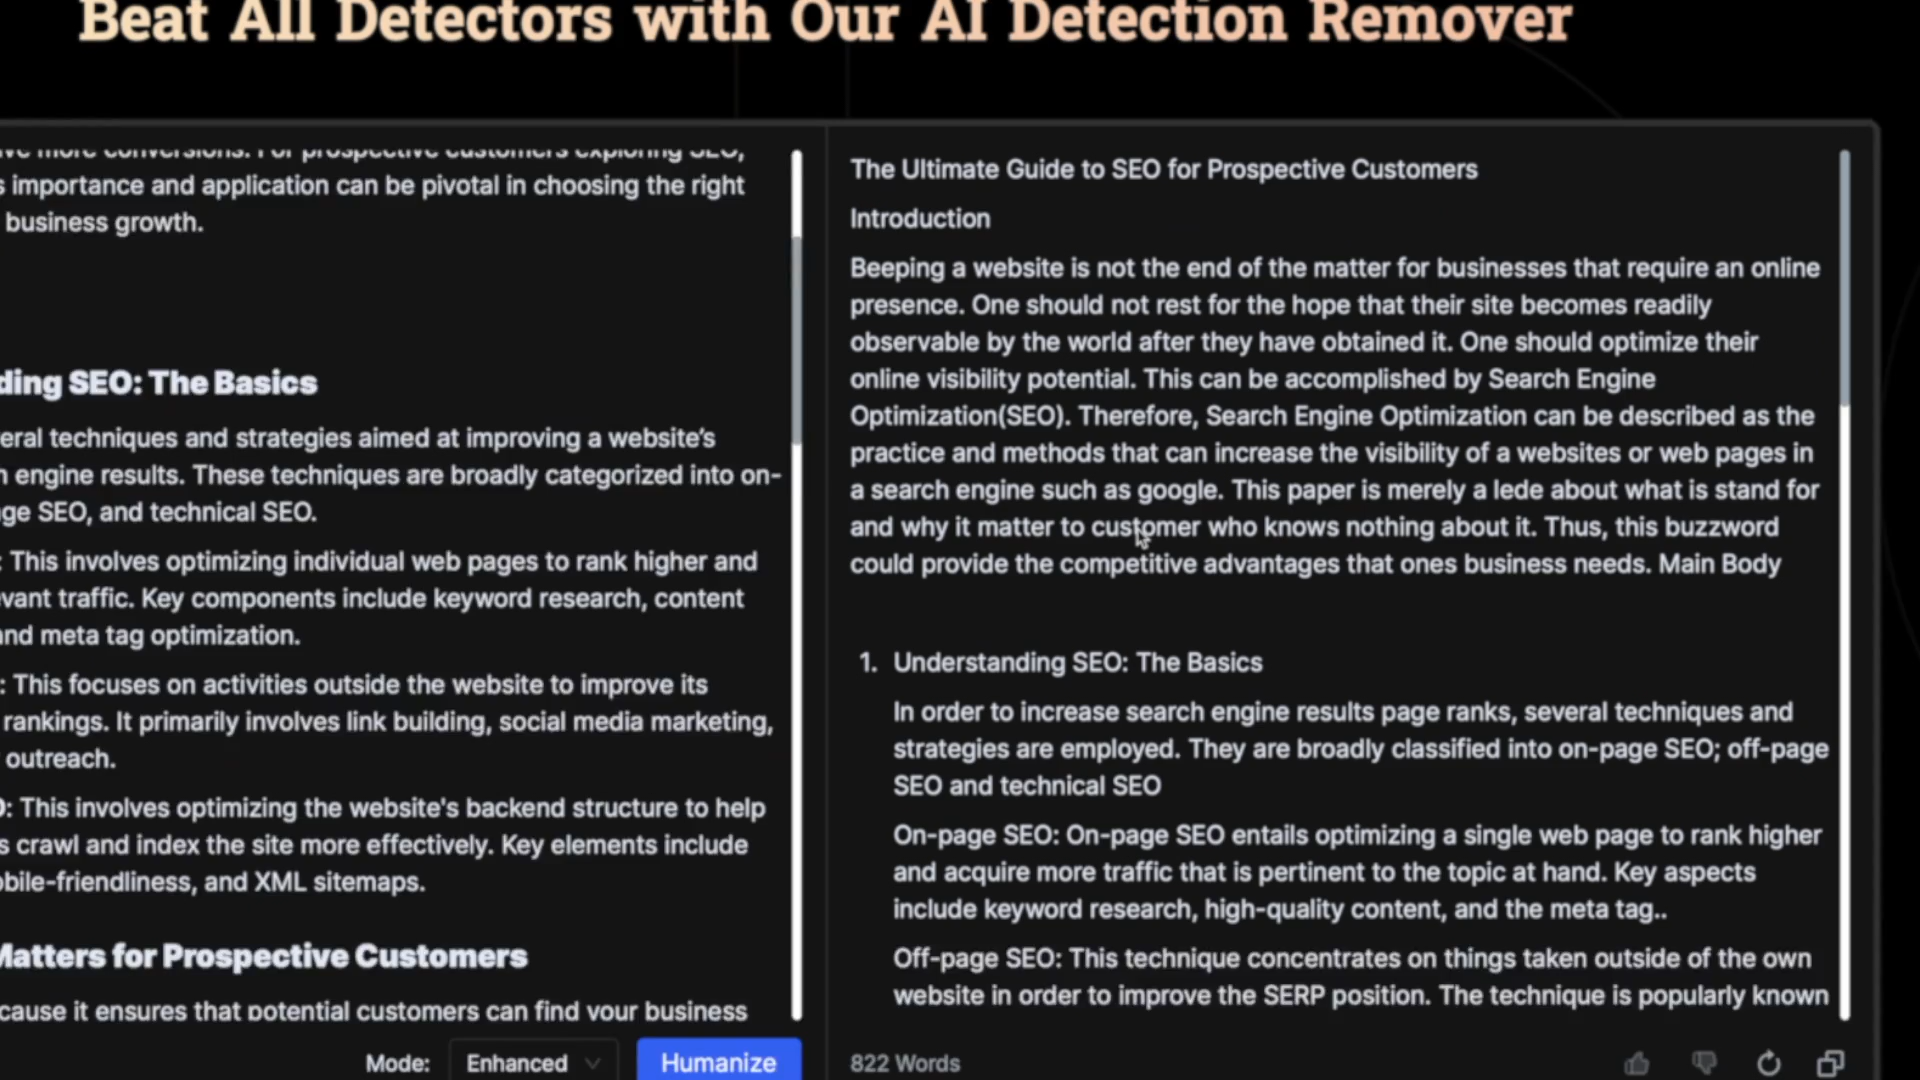 Beat All Detectors with Our AI Detection Remover
ve more conversions. For prospective customers exploring SEO,
s importance and application can be pivotal in choosing the right
business growth.
ding SEO: The Basics
eral techniques and strategies aimed at improving a website’s
n engine results. These techniques are broadly categorized into on-
ge SEO, and technical SEO.
: This involves optimizing individual web pages to rank higher and
evant traffic. Key components include keyword research, content
and meta tag optimization.
: This focuses on activities outside the website to improve its
rankings. It primarily involves link building, social media marketing,
outreach.
O: This involves optimizing the website's backend structure to help
s crawl and index the site more effectively. Key elements include
obile-friendliness, and XML sitemaps.
Matters for Prospective Customers
cause it ensures that potential customers can find your business
Mode: Enhanced Humanize
The Ultimate Guide to SEO for Prospective Customers
Introduction
Beeping a website is not the end of the matter for businesses that require an online
presence. One should not rest for the hope that their site becomes readily
observable by the world after they have obtained it. One should optimize their
online visibility potential. This can be accomplished by Search Engine
Optimization(SEO). Therefore, Search Engine Optimization can be described as the
practice and methods that can increase the visibility of a websites or web pages in
a search engine such as google. This paper is merely a lede about what is stand for
and why it matter to customer who knows nothing about it. Thus, this buzzword
could provide the competitive advantages that ones business needs. Main Body
1. Understanding SEO: The Basics
In order to increase search engine results page ranks, several techniques and
strategies are employed. They are broadly classified into on-page SEO; off-page
SEO and technical SEO
On-page SEO: On-page SEO entails optimizing a single web page to rank higher
and acquire more traffic that is pertinent to the topic at hand. Key aspects
include keyword research, high-quality content, and the meta tag..
Off-page SEO: This technique concentrates on things taken outside of the own
website in order to improve the SERP position. The technique is popularly known
822 Words